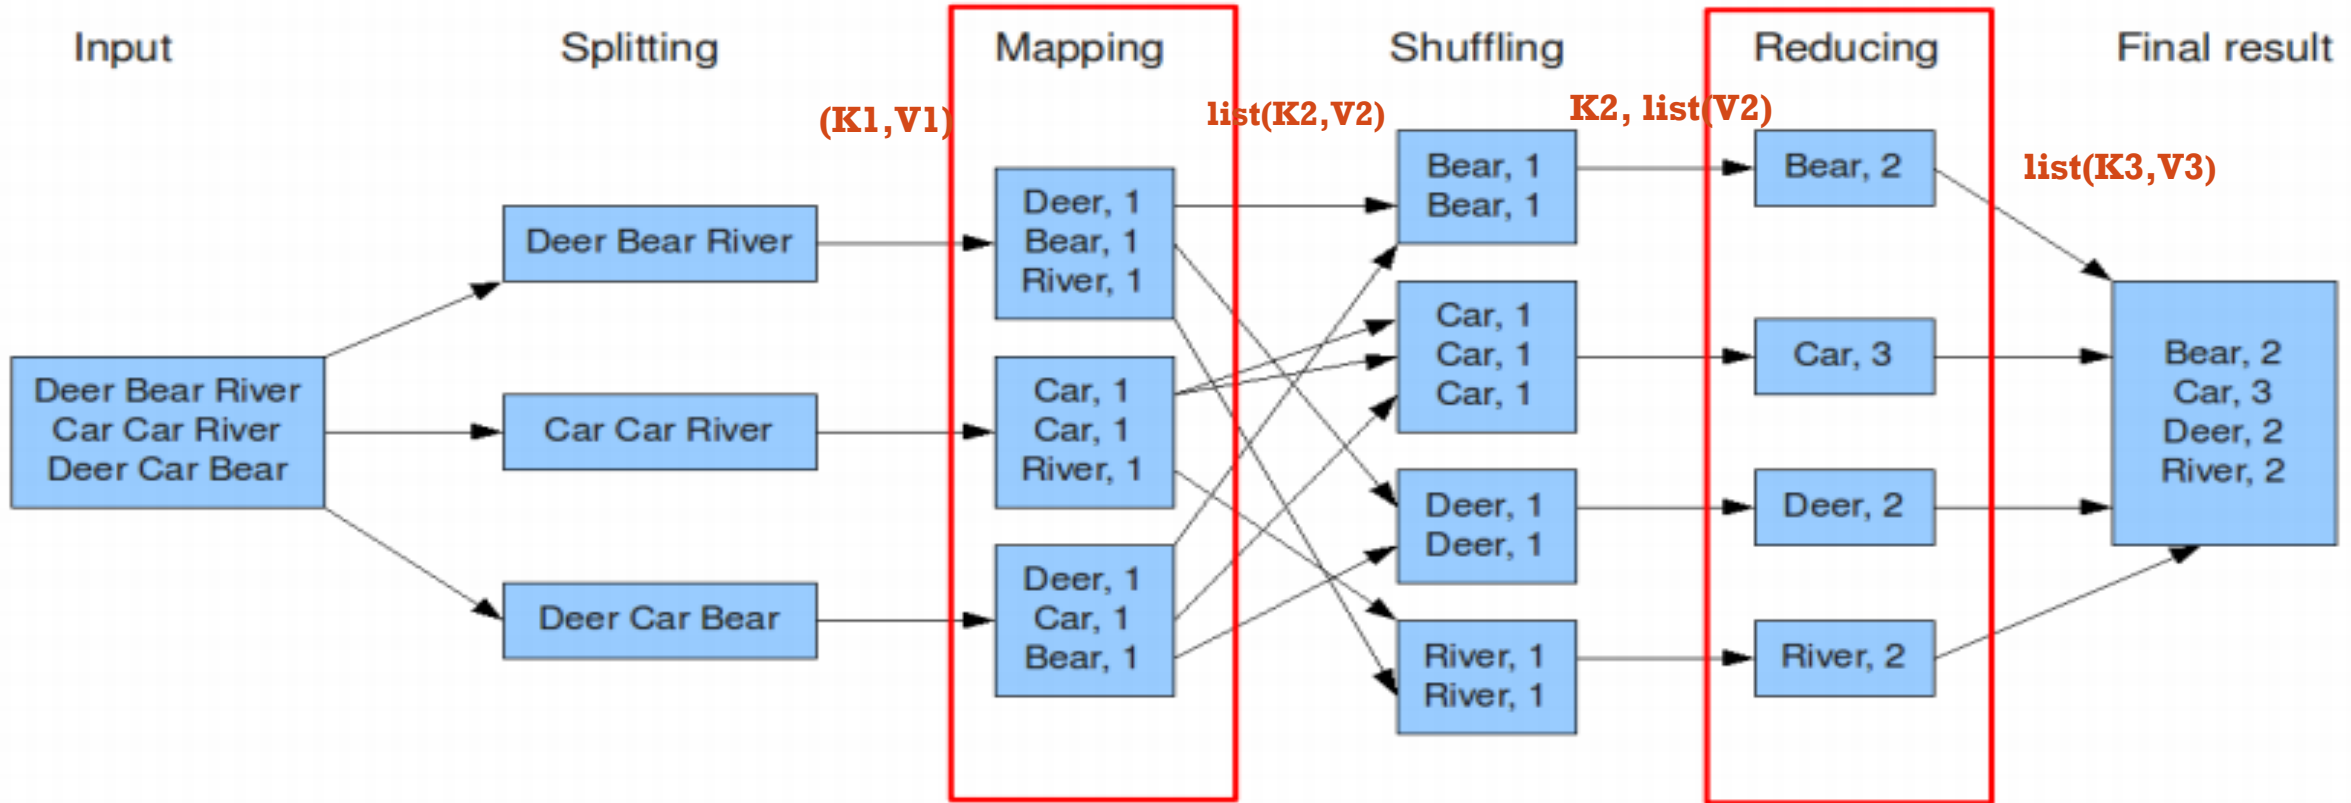 Input
Splitting
Mapping
Shuffling
Reducing
Final result
(K1,V1)
list(K2,V2)
K2, list(V2)
list(K3,V3)
Deer Bear River
Car Car River
Deer Car Bear
Deer Bear River
Car Car River
Deer Car Bear
Deer, 1
Bear, 1
River, 1
Car, 1
Car, 1
River, 1
Deer, 1
Car, 1
Bear, 1
Bear, 1
Bear, 1
Car, 1
Car, 1
Car, 1
Deer, 1
Deer, 1
River, 1
River, 1
Bear, 2
Car, 3
Deer, 2
River, 2
Bear, 2
Car, 3
Deer, 2
River, 2